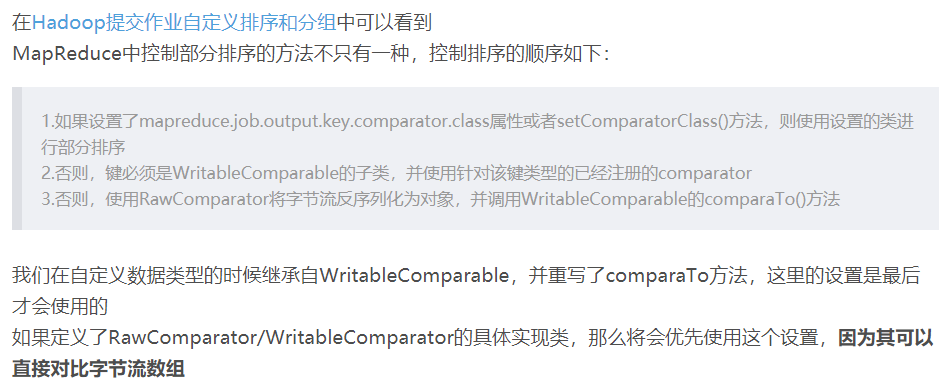 在Hadoop提交作业自定义排序和分组中可以看到
MapReduce中控制部分排序的方法不只有一种，控制排序的顺序如下：
1.如果设置了mapreduce.job.output.key.comparator.class属性或者setComparatorClass()方法，则使用设置的类进
行部分排序
2.否则，键必须是WritableComparable的子类，并使用针对该键类型的已经注册的comparator
3.否则，使用RawComparator将字节流反序列化为对象，并调用WritableComparable的comparaTo()方法
我们在自定义数据类型的时候继承自WritableComparable，并重写了comparaTo方法，这里的设置是最后
才会使用的
如果定义了RawComparator/WritableComparator的具体实现类，那么将会优先使用这个设置，因为其可以
直接对比字节流数组